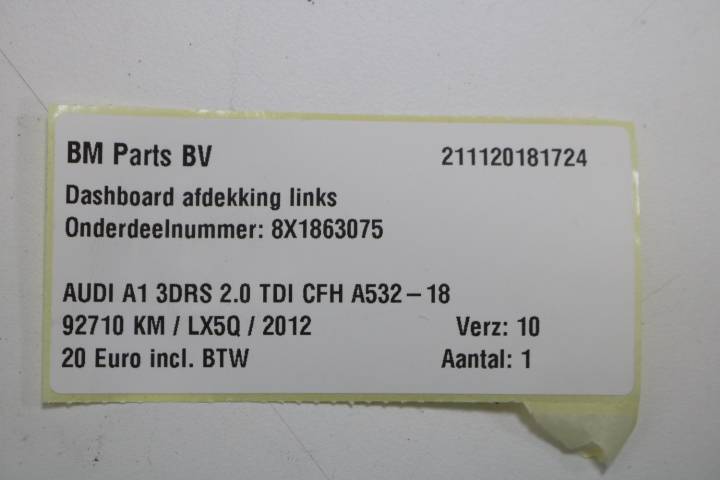 BM Parts BV 211120181724
Dashboard afdekking links
Onderdeelnummer: 8X1863075
AUDI A1 3DRS 2.0 TDI CFH A532-18
92710 KM / LX5Q / 2012 Verz: 10
20 Euro incl. BTW Aantal: 1